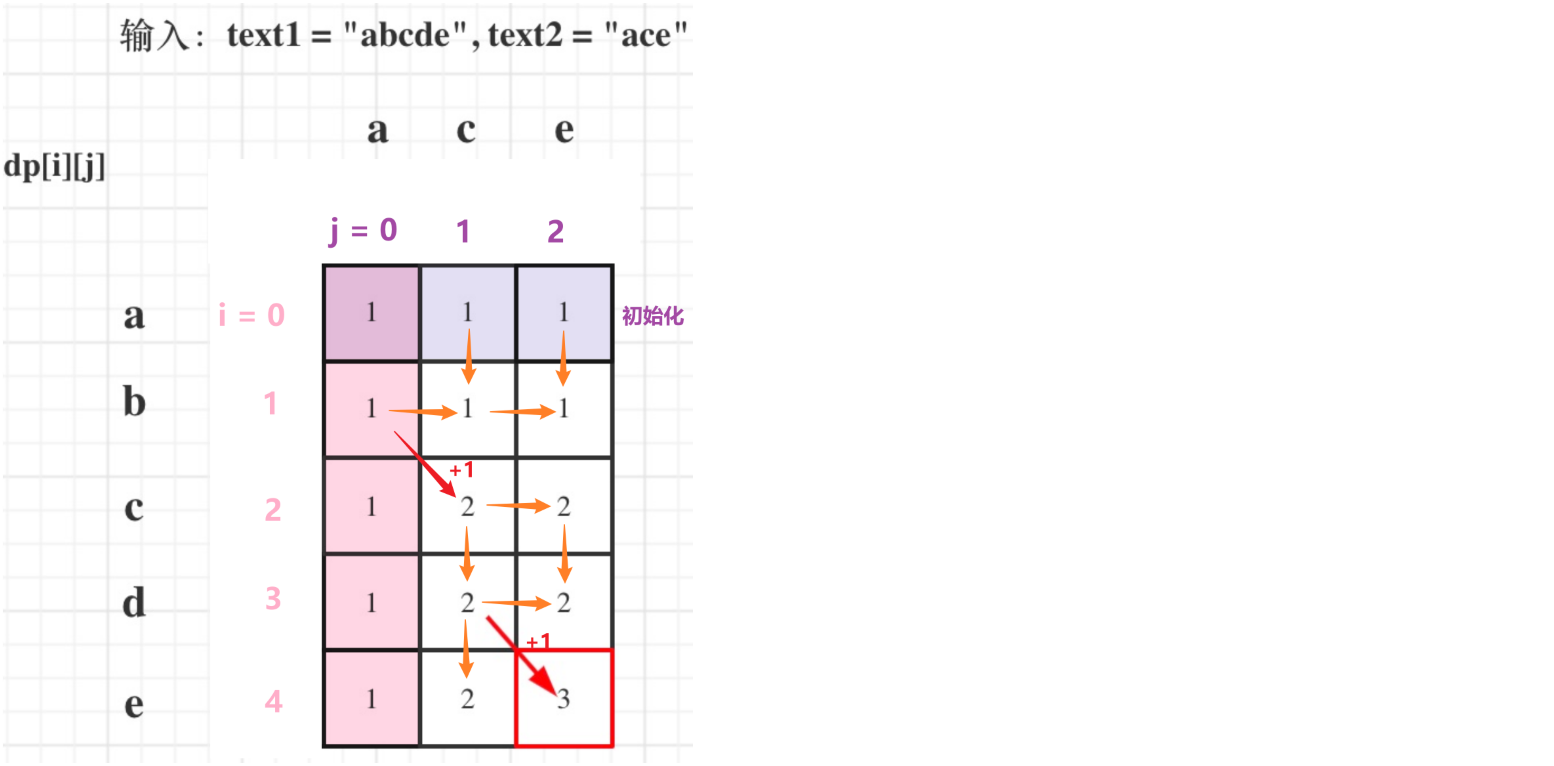 输入：text1 = "abcde", text2 = "ace"
a c e
dp[i][j]
j = 0 1 2
a i = 0 1 1 1 初始化
b 1 1 1 1
+1
c 2 1 2 2
d 3 1 2 2
+1
e 4 1 2 3